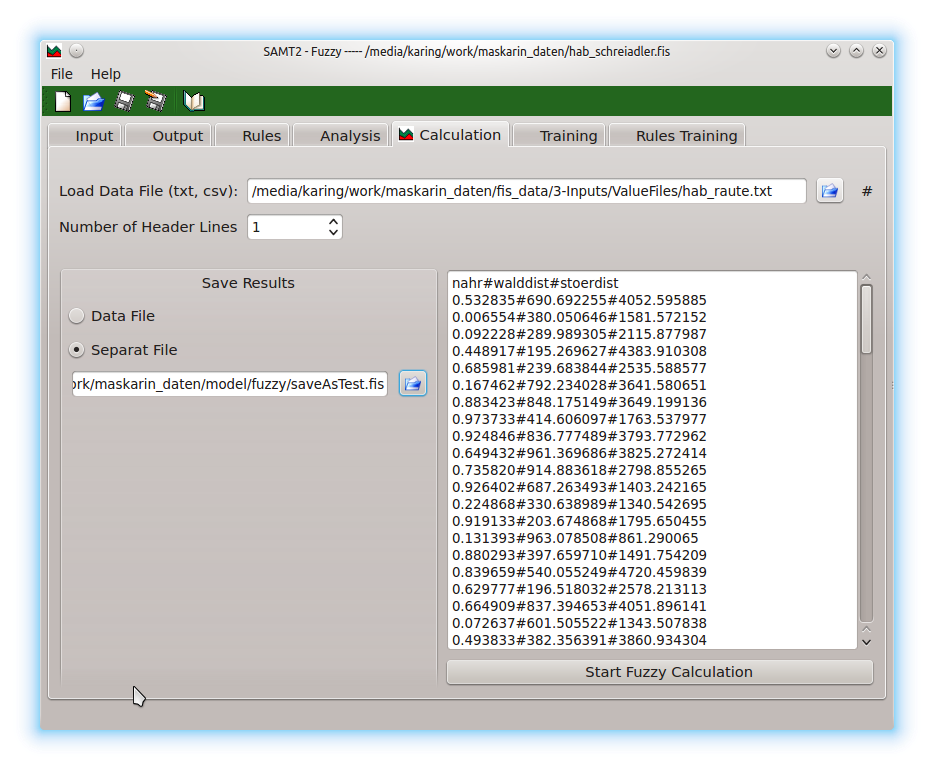 SAMT2 - Fuzzy ----- /media/karing/work/maskarin_daten/hab_schreiadler.fis
File Help
Input Output Rules Analysis Calculation Training Rules Training
Load Data File (txt, csv): /media/karing/work/maskarin_daten/fis_data/3-Inputs/ValueFiles/hab_raute.txt #
Number of Header Lines 1
Save Results
Data File
Separat File
ork/maskarin_daten/model/fuzzy/saveAsTest.fis
nahr#walddist#stoerdist
0.532835#690.692255#4052.595885
0.006554#380.050646#1581.572152
0.092228#289.989305#2115.877987
0.448917#195.269627#4383.910308
0.685981#239.683844#2535.588577
0.167462#792.234028#3641.580651
0.883423#848.175149#3649.199136
0.973733#414.606097#1763.537977
0.924846#836.777489#3793.772962
0.649432#961.369686#3825.272414
0.735820#914.883618#2798.855265
0.926402#687.263493#1403.242165
0.224868#330.638989#1340.542695
0.919133#203.674868#1795.650455
0.131393#963.078508#861.290065
0.880293#397.659710#1491.754209
0.839659#540.055249#4720.459839
0.629777#196.518032#2578.213113
0.664909#837.394653#4051.896141
0.072637#601.505522#1343.507838
0.493833#382.356391#3860.934304
Start Fuzzy Calculation